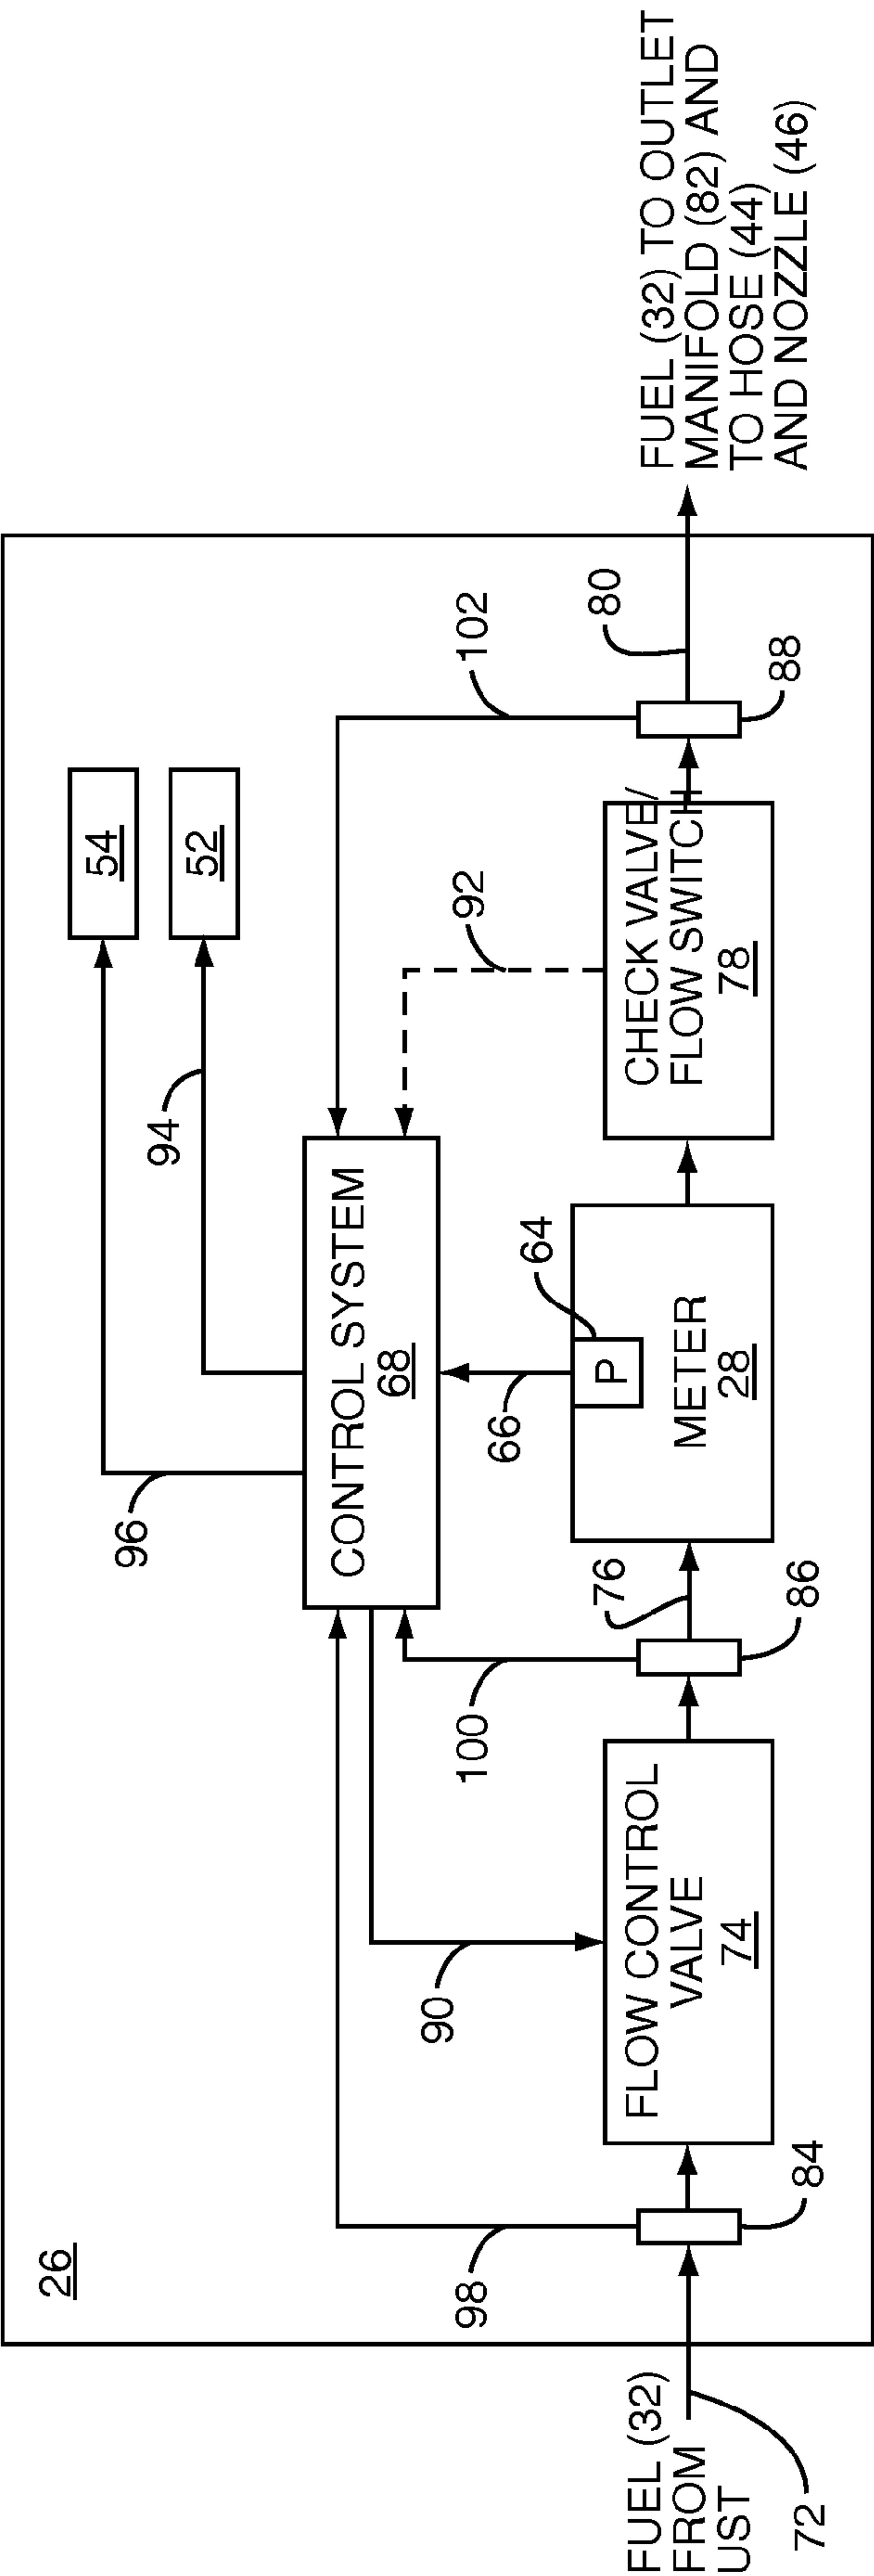 26
54
52
96
94
102
92
CONTROL SYSTEM
68
98
90
100
66
64
76
80
FUEL (32)
FROM
UST
72
84
FLOW CONTROL
VALVE
74
86
P
METER
28
CHECK VALVE/
FLOW SWITCH
78
88
FUEL (32) TO OUTLET
MANIFOLD (82) AND
TO HOSE (44)
AND NOZZLE (46)